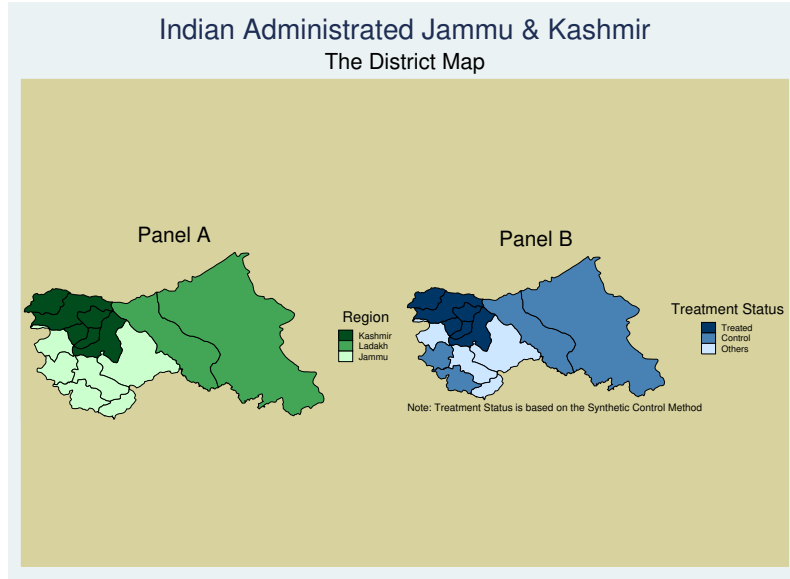 Indian Administrated Jammu & Kashmir
The District Map
Panel A
Region
Kashmir
Ladakh
Jammu
Panel B
Treatment Status
Treated
Control
Others
Note: Treatment Status is based on the Synthetic Control Method